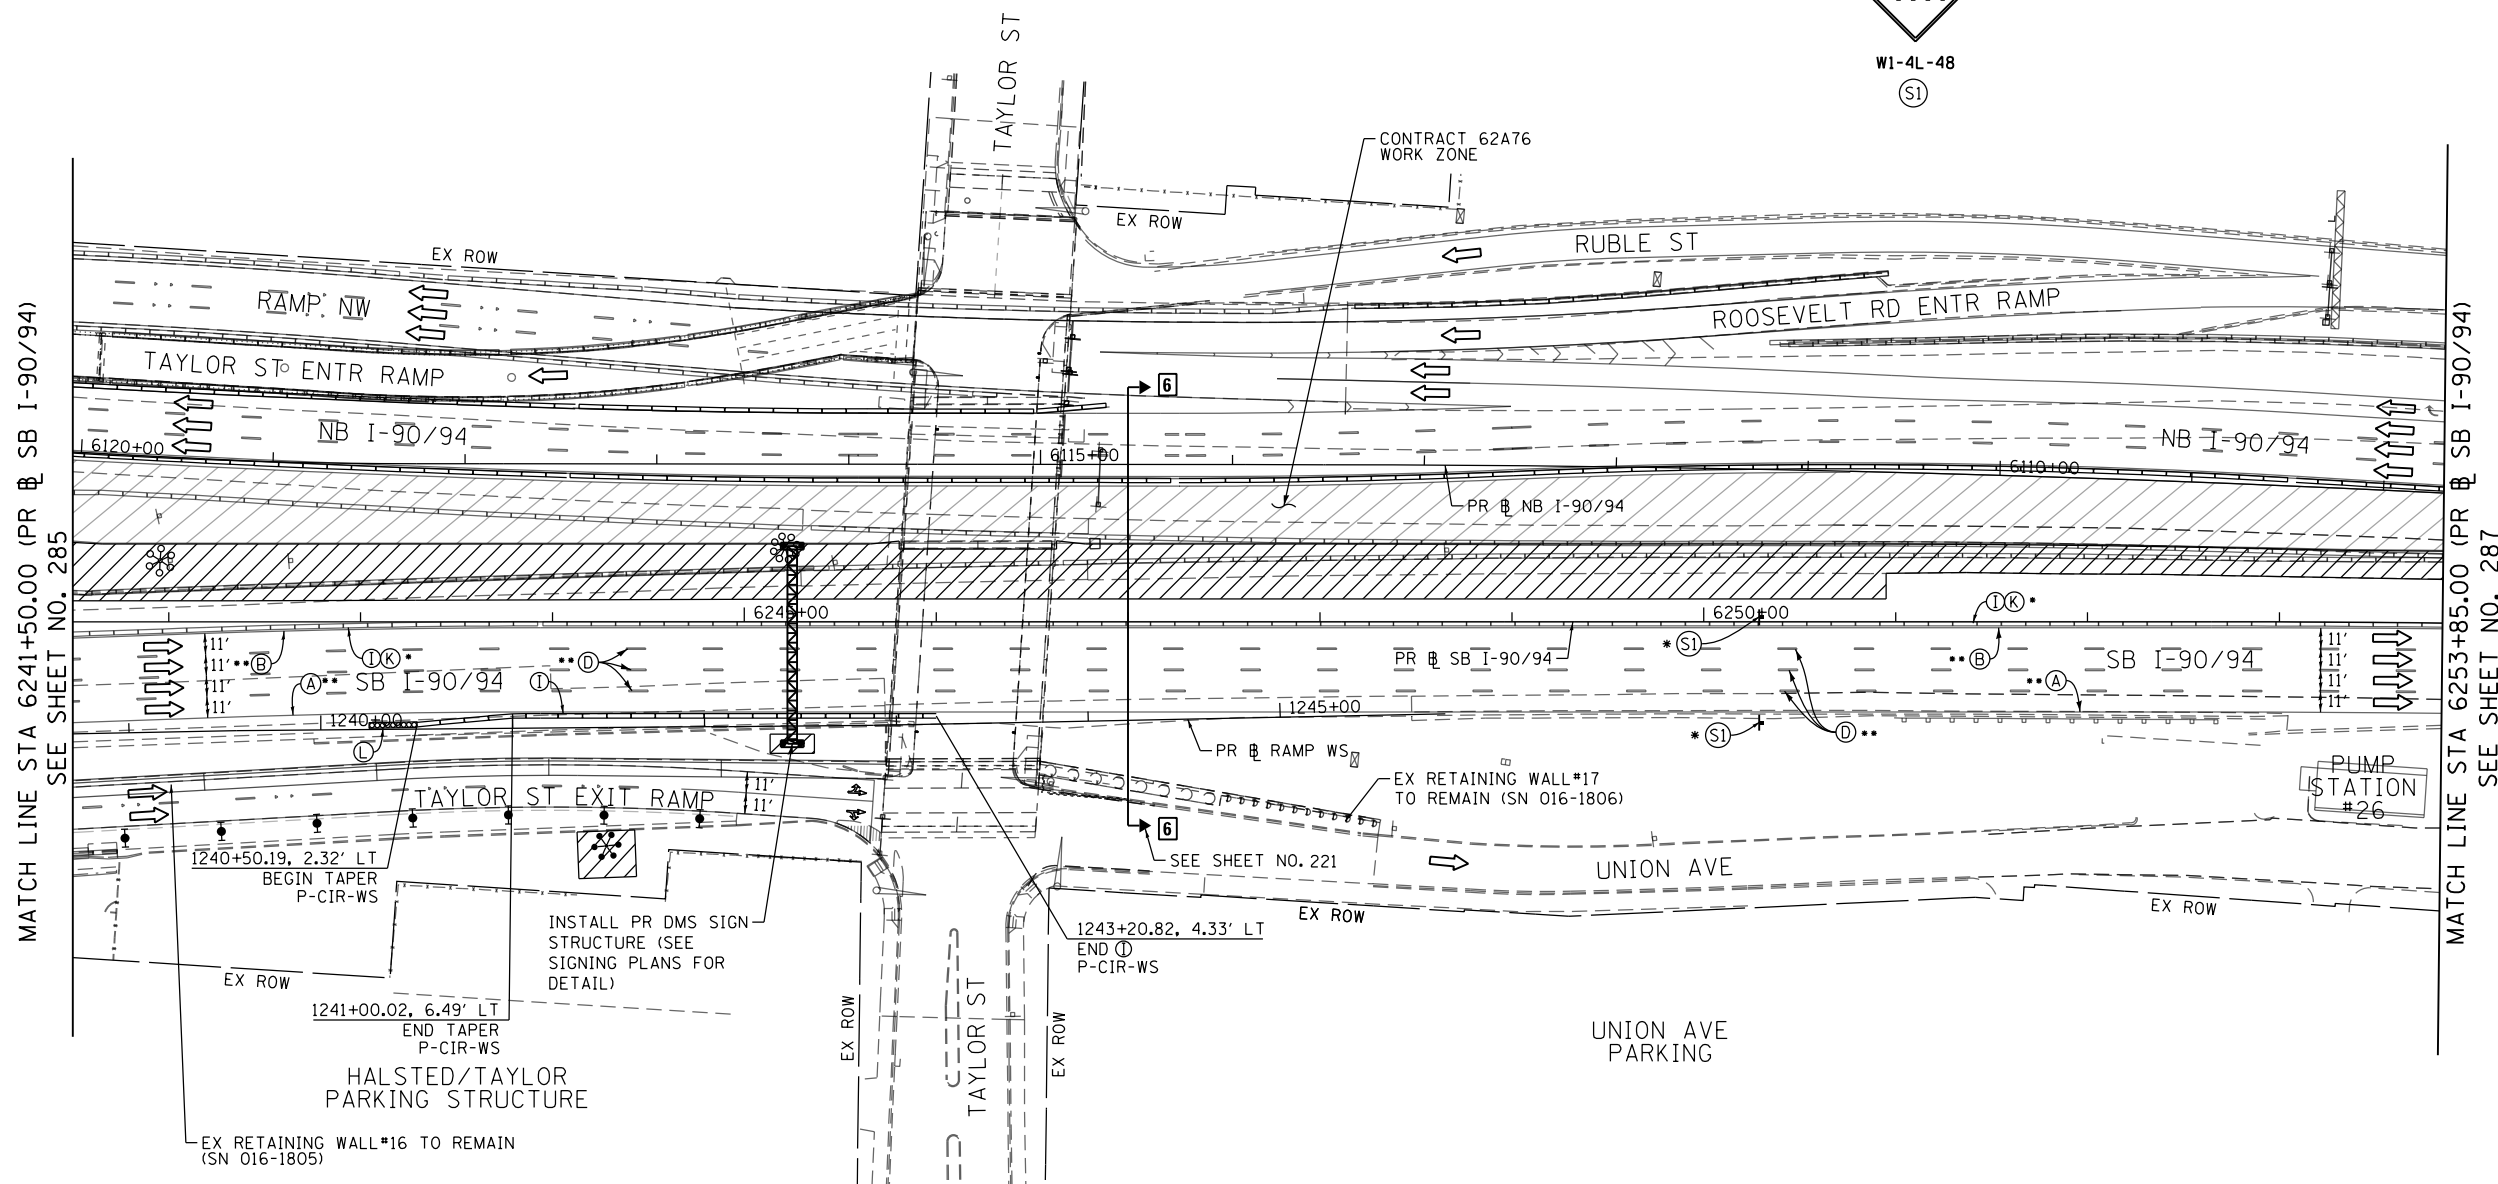 W1-4L-48
S1
TAYLOR ST
CONTRACT 62A76
WORK ZONE
EX ROW
EX ROW
RUBLE ST
RAMP NW
ROOSEVELT RD ENTR RAMP
TAYLOR ST ENTR RAMP
6
NB I-90/94
NB I-90/94
6120+00
6115+00
6110+00
PR BL NB I-90/94
MATCH LINE STA 6241+50.00 (PR BL SB I-90/94)
SEE SHEET NO. 285
MATCH LINE STA 6253+85.00 (PR BL SB I-90/94)
SEE SHEET NO. 287
6245+00
6250+00
I K *
11'
11'
11'
11'
** B
I K *
** D
PR BL SB I-90/94
* S1
** B
SB I-90/94
11'
11'
11'
11'
A **
SB I-90/94
I
** A
1240+00
1245+00
L
PR BL RAMP WS
* S1
D **
TAYLOR ST EXIT RAMP
11'
11'
EX RETAINING WALL#17
TO REMAIN (SN 016-1806)
PUMP
STATION
#26
6
1240+50.19, 2.32' LT
BEGIN TAPER
P-CIR-WS
SEE SHEET NO. 221
UNION AVE
INSTALL PR DMS SIGN
STRUCTURE (SEE
SIGNING PLANS FOR
DETAIL)
1243+20.82, 4.33' LT
END I
P-CIR-WS
EX ROW
EX ROW
EX ROW
1241+00.02, 6.49' LT
END TAPER
P-CIR-WS
EX ROW
TAYLOR ST
EX ROW
UNION AVE
PARKING
HALSTED/TAYLOR
PARKING STRUCTURE
EX RETAINING WALL#16 TO REMAIN
(SN 016-1805)